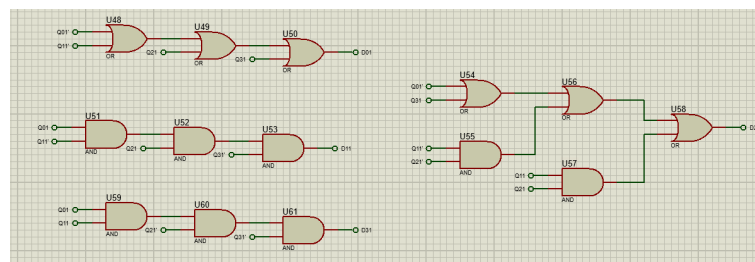 U48
Q01'
Q11'
OR
U49
Q21
OR
U50
Q31
OR
D01
U51
Q01
Q11'
AND
U52
Q21
AND
U53
Q31'
AND
D11
U59
Q01
Q11
AND
U60
Q21'
AND
U61
Q31'
AND
D31
U54
Q01'
Q31
OR
U55
Q11'
Q21'
AND
U56
OR
U57
Q11
Q21
AND
U58
OR